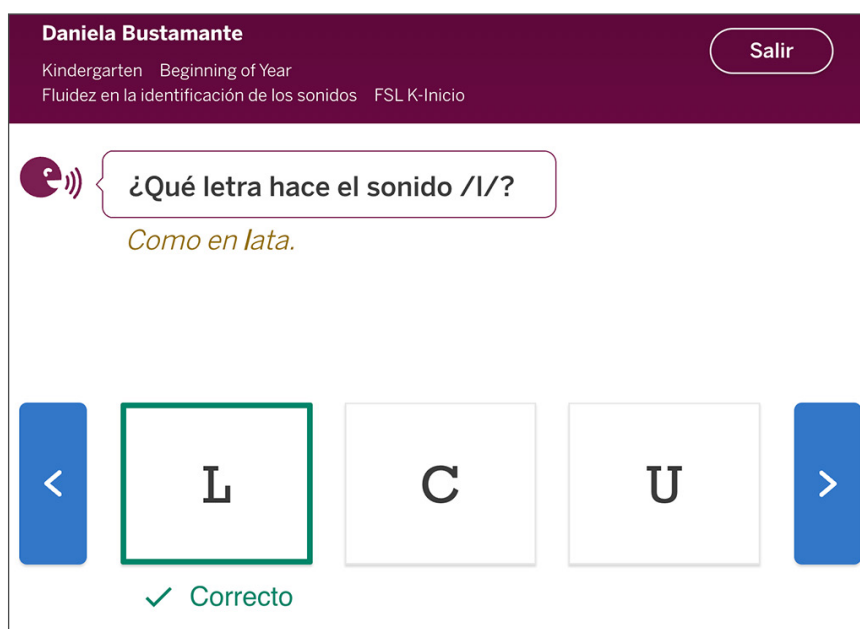 Daniela Bustamante
Salir
Kindergarten Beginning of Year
Fluidez en la identificación de los sonidos FSL K-Inicio
¿Qué letra hace el sonido /l/?
Como en lata.
< L C U >
✓ Correcto